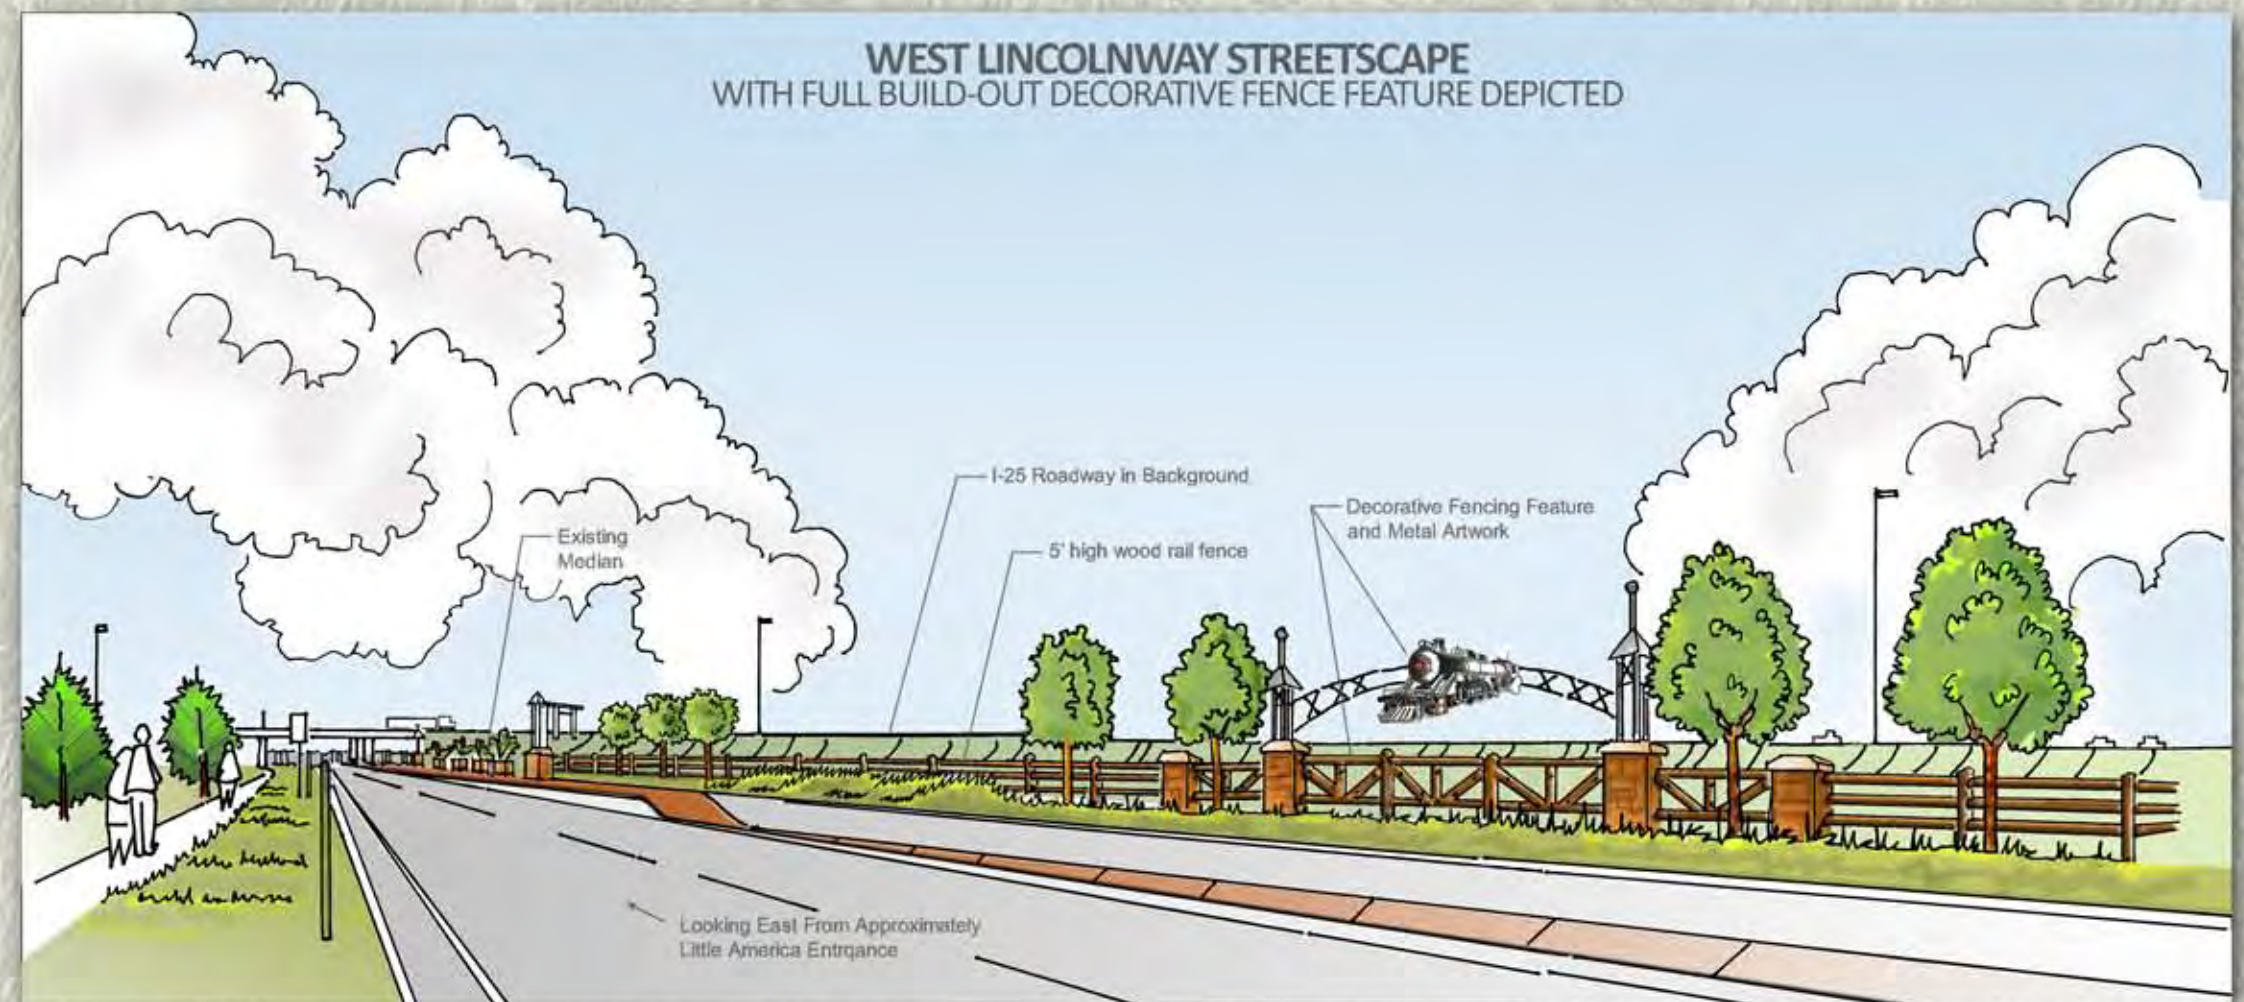 WEST LINCOLNWAY STREETSCAPE
WITH FULL BUILD-OUT DECORATIVE FENCE FEATURE DEPICTED
I-25 Roadway in Background
Decorative Fencing Feature
and Metal Artwork
Existing
Median
5' high wood rail fence
Looking East From Approximately
Little America Entrqance